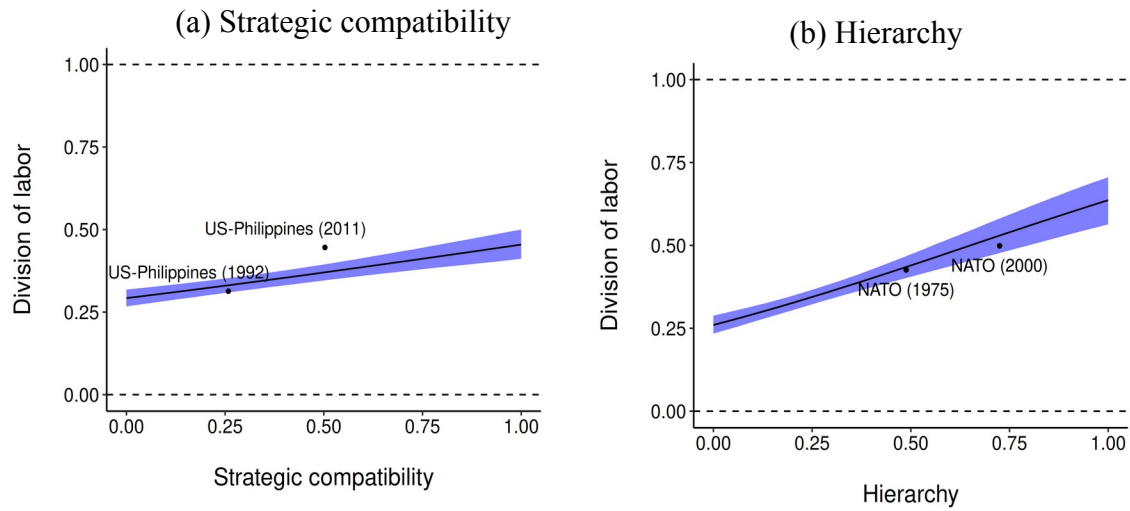 (a) Strategic compatibility
1.00
0.75
0.50
0.25
0.00
Division of labor
US-Philippines (2011)
US-Philippines (1992)
0.00 0.25 0.50 0.75 1.00
Strategic compatibility
(b) Hierarchy
1.00
0.75
0.50
0.25
0.00
Division of labor
NATO (2000)
NATO (1975)
0.00 0.25 0.50 0.75 1.00
Hierarchy